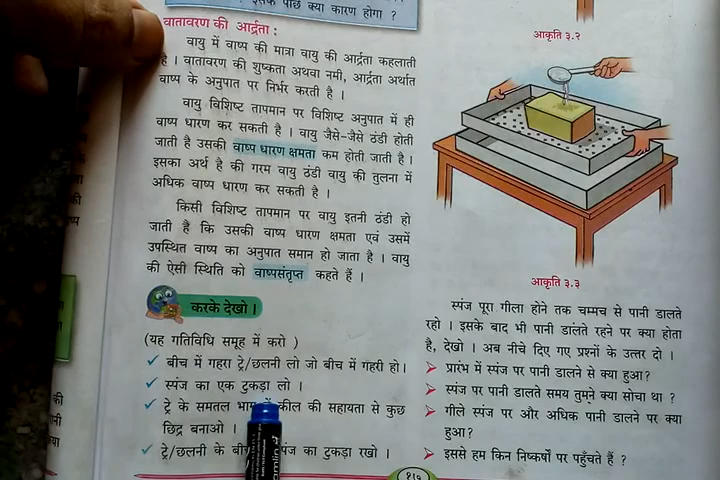 इसके पीछे क्या कारण होगा ?
वातावरण की आर्द्रता :
वायु में वाष्प की मात्रा वायु की आर्द्रता कहलाती
है । वातावरण की शुष्कता अथवा नमी, आर्द्रता अर्थात
वाष्प के अनुपात पर निर्भर करती है ।
वायु विशिष्ट तापमान पर विशिष्ट अनुपात में ही
वाष्प धारण कर सकती है । वायु जैसे-जैसे ठंडी होती
जाती है उसकी वाष्प धारण क्षमता कम होती जाती है ।
इसका अर्थ है की गरम वायु ठंडी वायु की तुलना में
अधिक वाष्प धारण कर सकती है ।
किसी विशिष्ट तापमान पर वायु इतनी ठंडी हो
जाती है कि उसकी वाष्प धारण क्षमता एवं उसमें
उपस्थित वाष्प का अनुपात समान हो जाता है । वायु
की ऐसी स्थिति को वाष्पसंतृप्त कहते हैं ।
करके देखो ।
(यह गतिविधि समूह में करो )
✓ बीच में गहरा ट्रे/छलनी लो जो बीच में गहरी हो।
✓ स्पंज का एक टुकड़ा लो ।
✓ ट्रे के समतल में कील की सहायता से कुछ
छिद्र बनाओ ।
✓ ट्रे/छलनी के का टुकड़ा रखो ।
आकृति ३.२
आकृति ३.३
स्पंज पूरा गीला होने तक चम्मच से पानी डालते
रहो । इसके बाद भी पानी डालते रहने पर क्या होता
है, देखो । अब नीचे दिए गए प्रश्नों के उत्तर दो ।
➤ प्रारंभ में स्पंज पर पानी डालने से क्या हुआ?
➤ स्पंज पर पानी डालते समय तुमने क्या सोचा था ?
➤ गीले स्पंज पर और अधिक पानी डालने पर क्या
हुआ?
➤ इससे हम किन निष्कर्षों पर पहुँचते हैं ?
१७